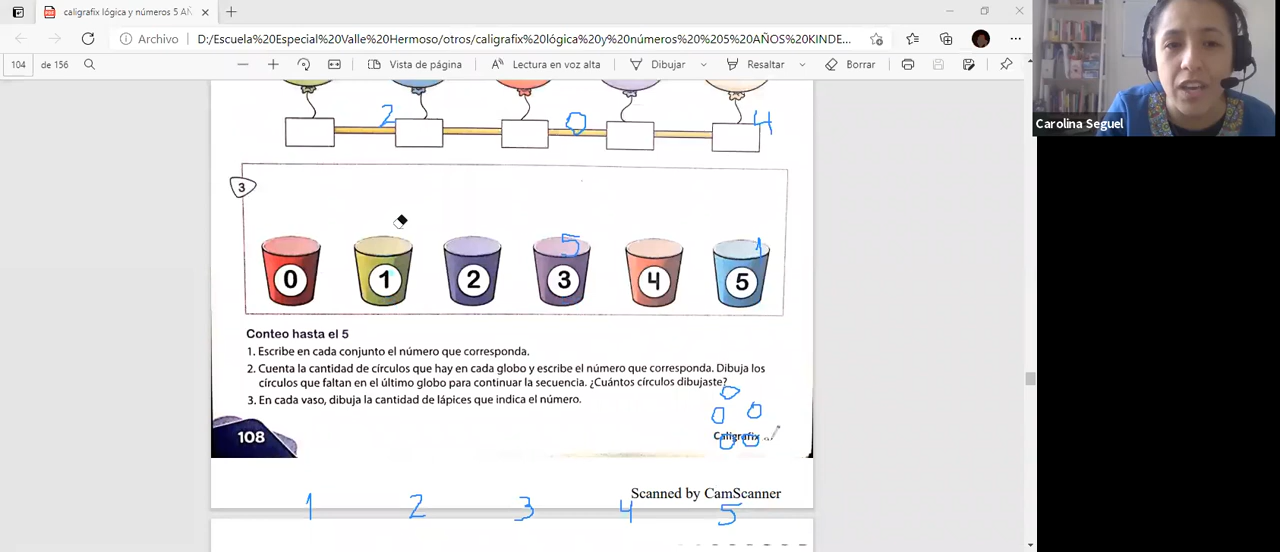 caligrafix lógica y números 5 AÑ
Archivo D:/Escuela%20Especial%20Valle%20Hermoso/otros/caligrafix%20lógica%20y%20números%20%205%20AÑOS%20KINDE...
104 de 156 Vista de página Lectura en voz alta Dibujar Resaltar Borrar
Carolina Seguel
2 0 4
3
5 1
0 1 2 3 4 5
Conteo hasta el 5
1. Escribe en cada conjunto el número que corresponda.
2. Cuenta la cantidad de círculos que hay en cada globo y escribe el número que corresponda. Dibuja los
círculos que faltan en el último globo para continuar la secuencia. ¿Cuántos círculos dibujaste?
3. En cada vaso, dibuja la cantidad de lápices que indica el número.
108
Caligrafix
Scanned by CamScanner
1 2 3 4 5